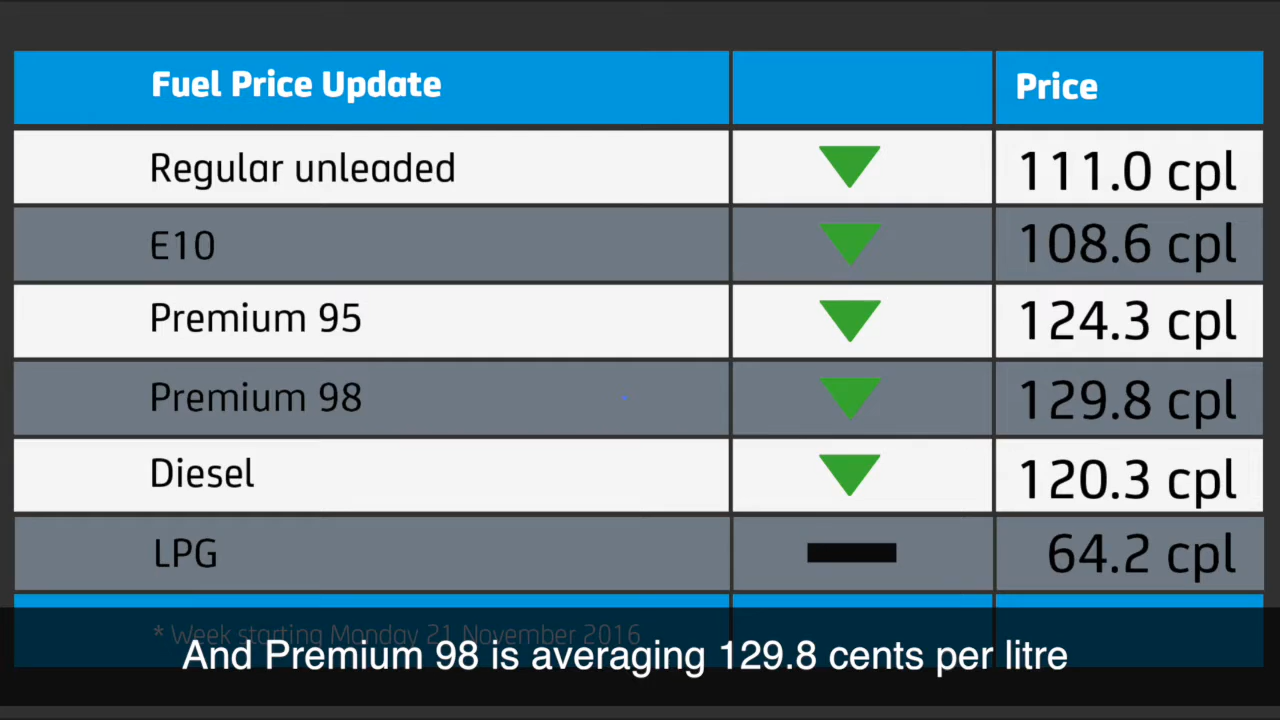 Fuel Price Update Price
Regular unleaded 111.0 cpl
E10 108.6 cpl
Premium 95 124.3 cpl
Premium 98 129.8 cpl
Diesel 120.3 cpl
LPG 64.2 cpl
* Week starting Monday 21 November 2016
And Premium 98 is averaging 129.8 cents per litre